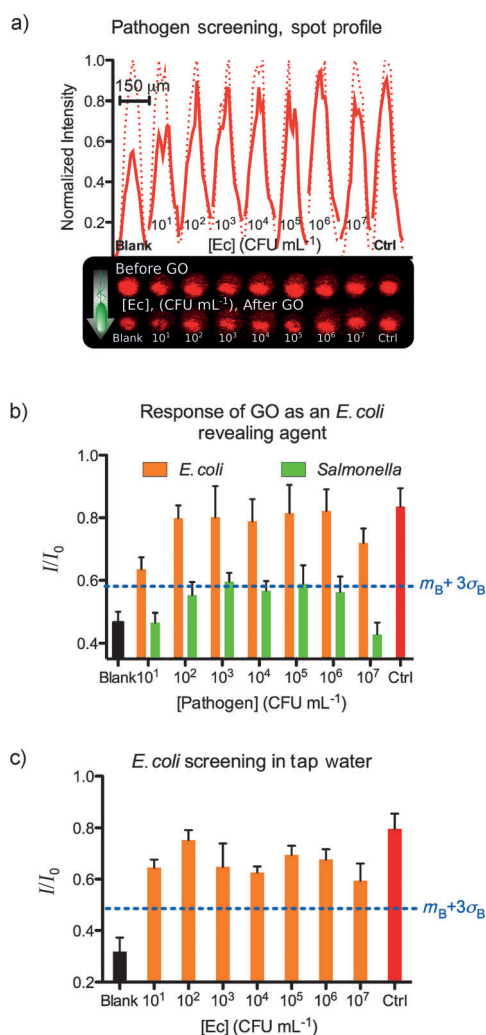 a)
Pathogen screening, spot profile
Normalized Intensity
1.0
0.8
0.6
0.4
0.2
150 µm
10¹ 10² 10³ 10⁴ 10⁵ 10⁶ 10⁷
Blank [Ec] (CFU mL⁻¹) Ctrl
Before GO
[Ec], (CFU mL⁻¹), After GO
Blank 10¹ 10² 10³ 10⁴ 10⁵ 10⁶ 10⁷ Ctrl
b)
Response of GO as an E. coli
revealing agent
E. coli Salmonella
I/I₀
1.0
0.8
0.6
0.4
m_B + 3σ_B
Blank 10¹ 10² 10³ 10⁴ 10⁵ 10⁶ 10⁷ Ctrl
[Pathogen] (CFU mL⁻¹)
c)
E. coli screening in tap water
I/I₀
1.0
0.8
0.6
0.4
0.2
m_B+3σ_B
Blank 10¹ 10² 10³ 10⁴ 10⁵ 10⁶ 10⁷ Ctrl
[Ec] (CFU mL⁻¹)